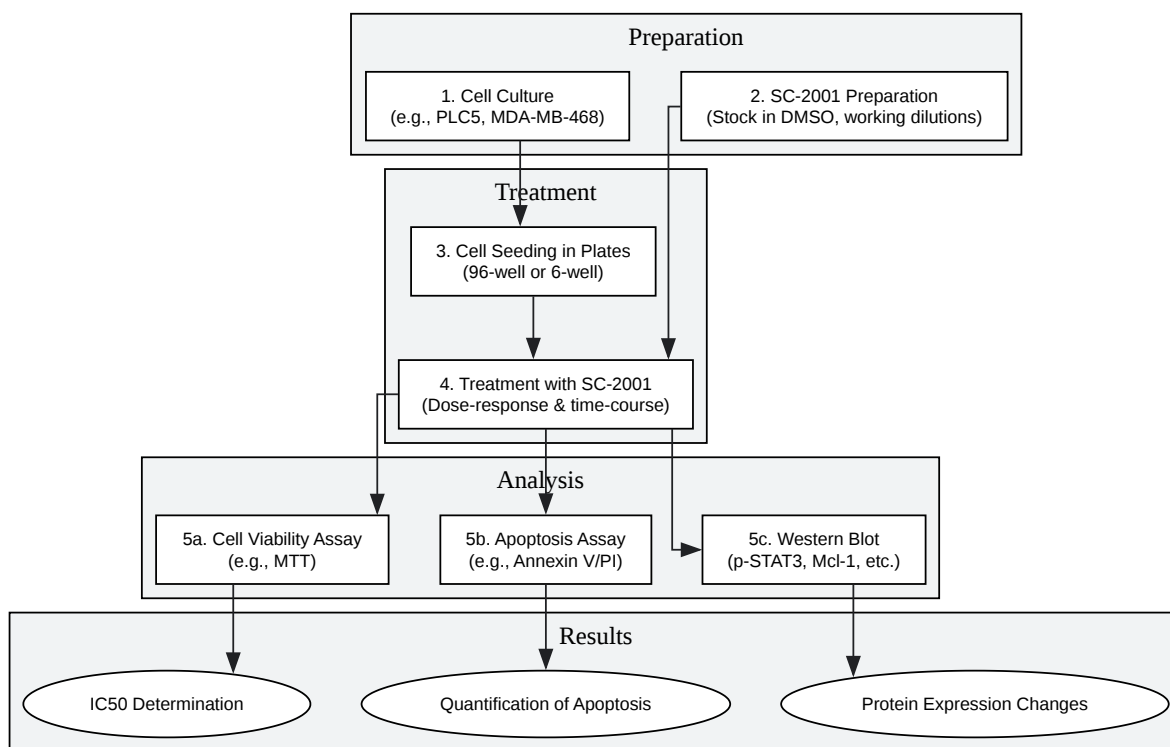 Preparation
1. Cell Culture
(e.g., PLC5, MDA-MB-468)
2. SC-2001 Preparation
(Stock in DMSO, working dilutions)
Treatment
3. Cell Seeding in Plates
(96-well or 6-well)
4. Treatment with SC-2001
(Dose-response & time-course)
Analysis
5a. Cell Viability Assay
(e.g., MTT)
5b. Apoptosis Assay
(e.g., Annexin V/PI)
5c. Western Blot
(p-STAT3, Mcl-1, etc.)
Results
IC50 Determination
Quantification of Apoptosis
Protein Expression Changes